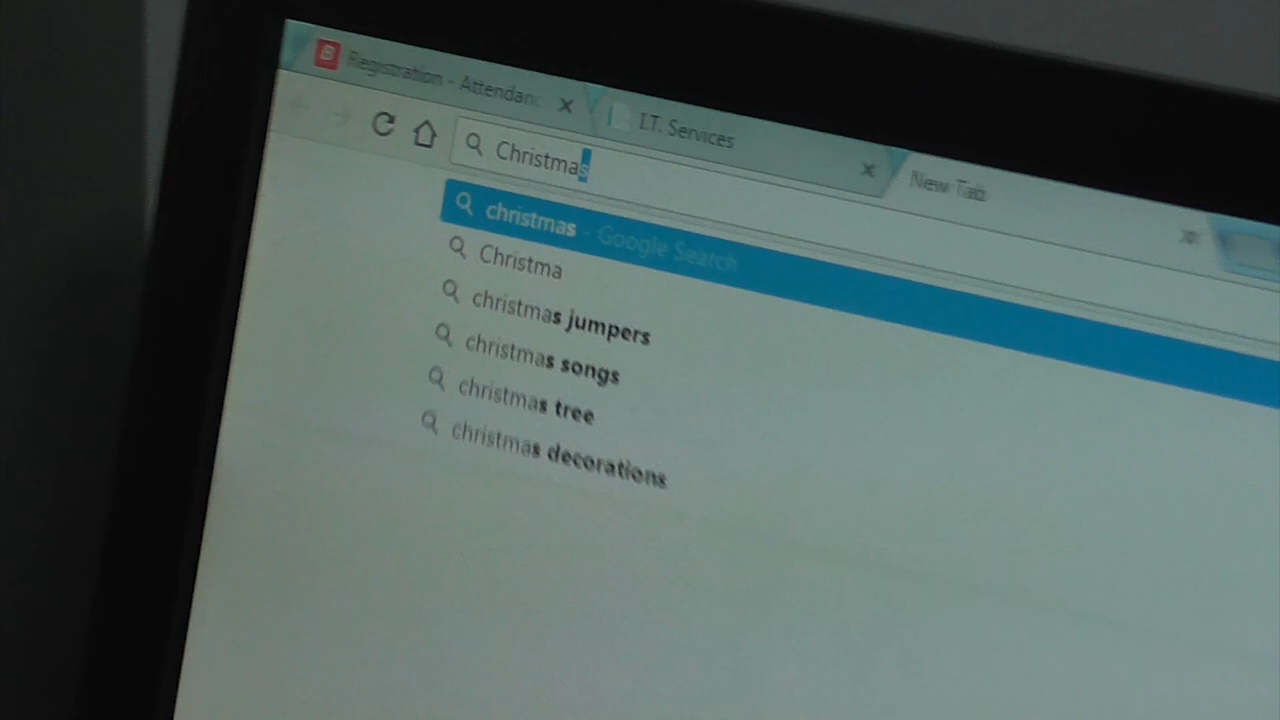 Registration - Attendanc
I.T. Services
New Tab
Christmas
christmas - Google Search
Christma
christmas jumpers
christmas songs
christmas tree
christmas decorations